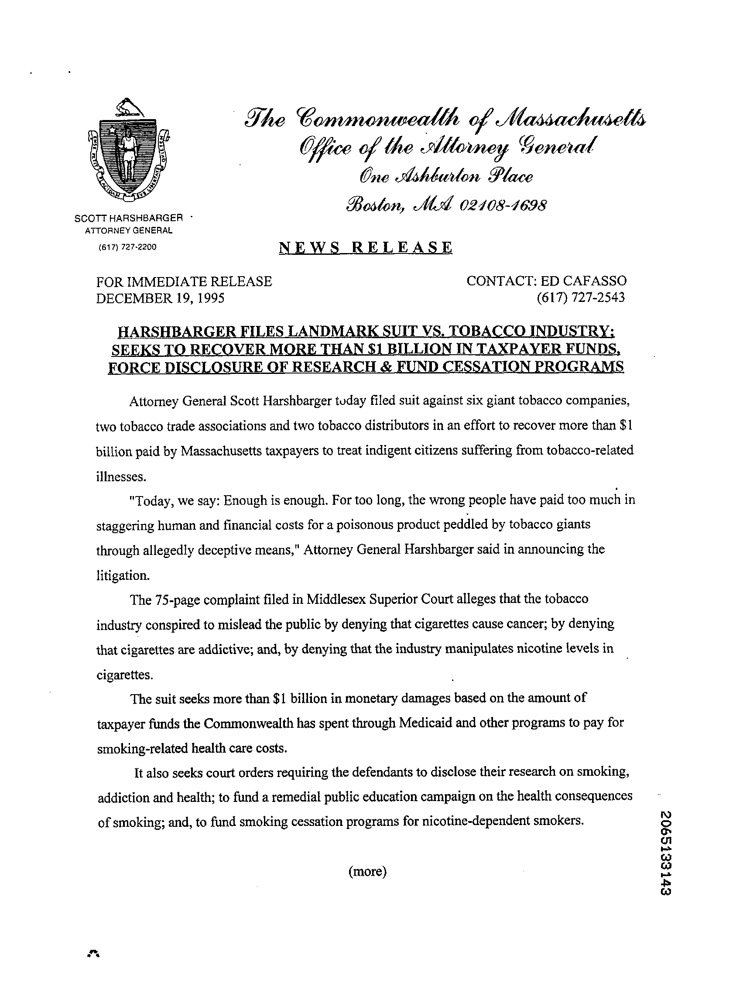 The Commonwealth of Massachusetts
Office of the Attorney General
One Ashburton Place
Boston, MA 02108-1698
SCOTT HARSHBARGER
ATTORNEY GENERAL
(617) 727-2200
NEWS RELEASE
FOR IMMEDIATE RELEASE
DECEMBER 19, 1995
CONTACT: ED CAFASSO
(617) 727-2543
HARSHBARGER FILES LANDMARK SUIT VS. TOBACCO INDUSTRY;
SEEKS TO RECOVER MORE THAN $1 BILLION IN TAXPAYER FUNDS,
FORCE DISCLOSURE OF RESEARCH & FUND CESSATION PROGRAMS
Attorney General Scott Harshbarger today filed suit against six giant tobacco companies,
two tobacco trade associations and two tobacco distributors in an effort to recover more than $1
billion paid by Massachusetts taxpayers to treat indigent citizens suffering from tobacco-related
illnesses.
"Today, we say: Enough is enough. For too long, the wrong people have paid too much in
staggering human and financial costs for a poisonous product peddled by tobacco giants
through allegedly deceptive means," Attorney General Harshbarger said in announcing the
litigation.
The 75-page complaint filed in Middlesex Superior Court alleges that the tobacco
industry conspired to mislead the public by denying that cigarettes cause cancer; by denying
that cigarettes are addictive; and, by denying that the industry manipulates nicotine levels in
cigarettes.
The suit seeks more than $1 billion in monetary damages based on the amount of
taxpayer funds the Commonwealth has spent through Medicaid and other programs to pay for
smoking-related health care costs.
It also seeks court orders requiring the defendants to disclose their research on smoking,
addiction and health; to fund a remedial public education campaign on the health consequences
of smoking; and, to fund smoking cessation programs for nicotine-dependent smokers.
(more)
2065133143